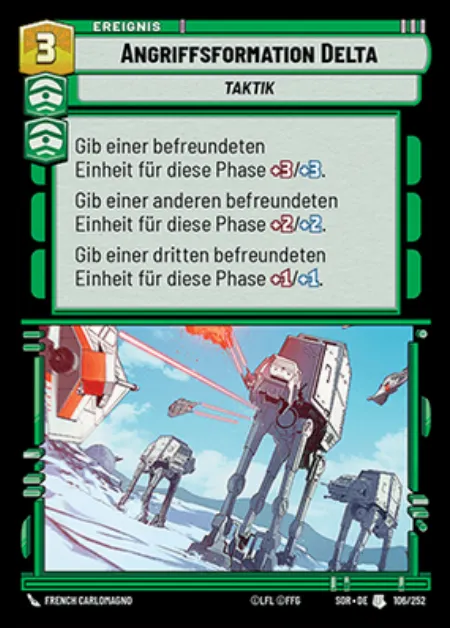 EREIGNIS
3
ANGRIFFSFORMATION DELTA
TAKTIK
Gib einer befreundeten
Einheit für diese Phase +3/+3.
Gib einer anderen befreundeten
Einheit für diese Phase +2/+2.
Gib einer dritten befreundeten
Einheit für diese Phase +1/+1.
FRENCH CARLOMAGNO
©LFL ©FFG
SOR • DE
106/252